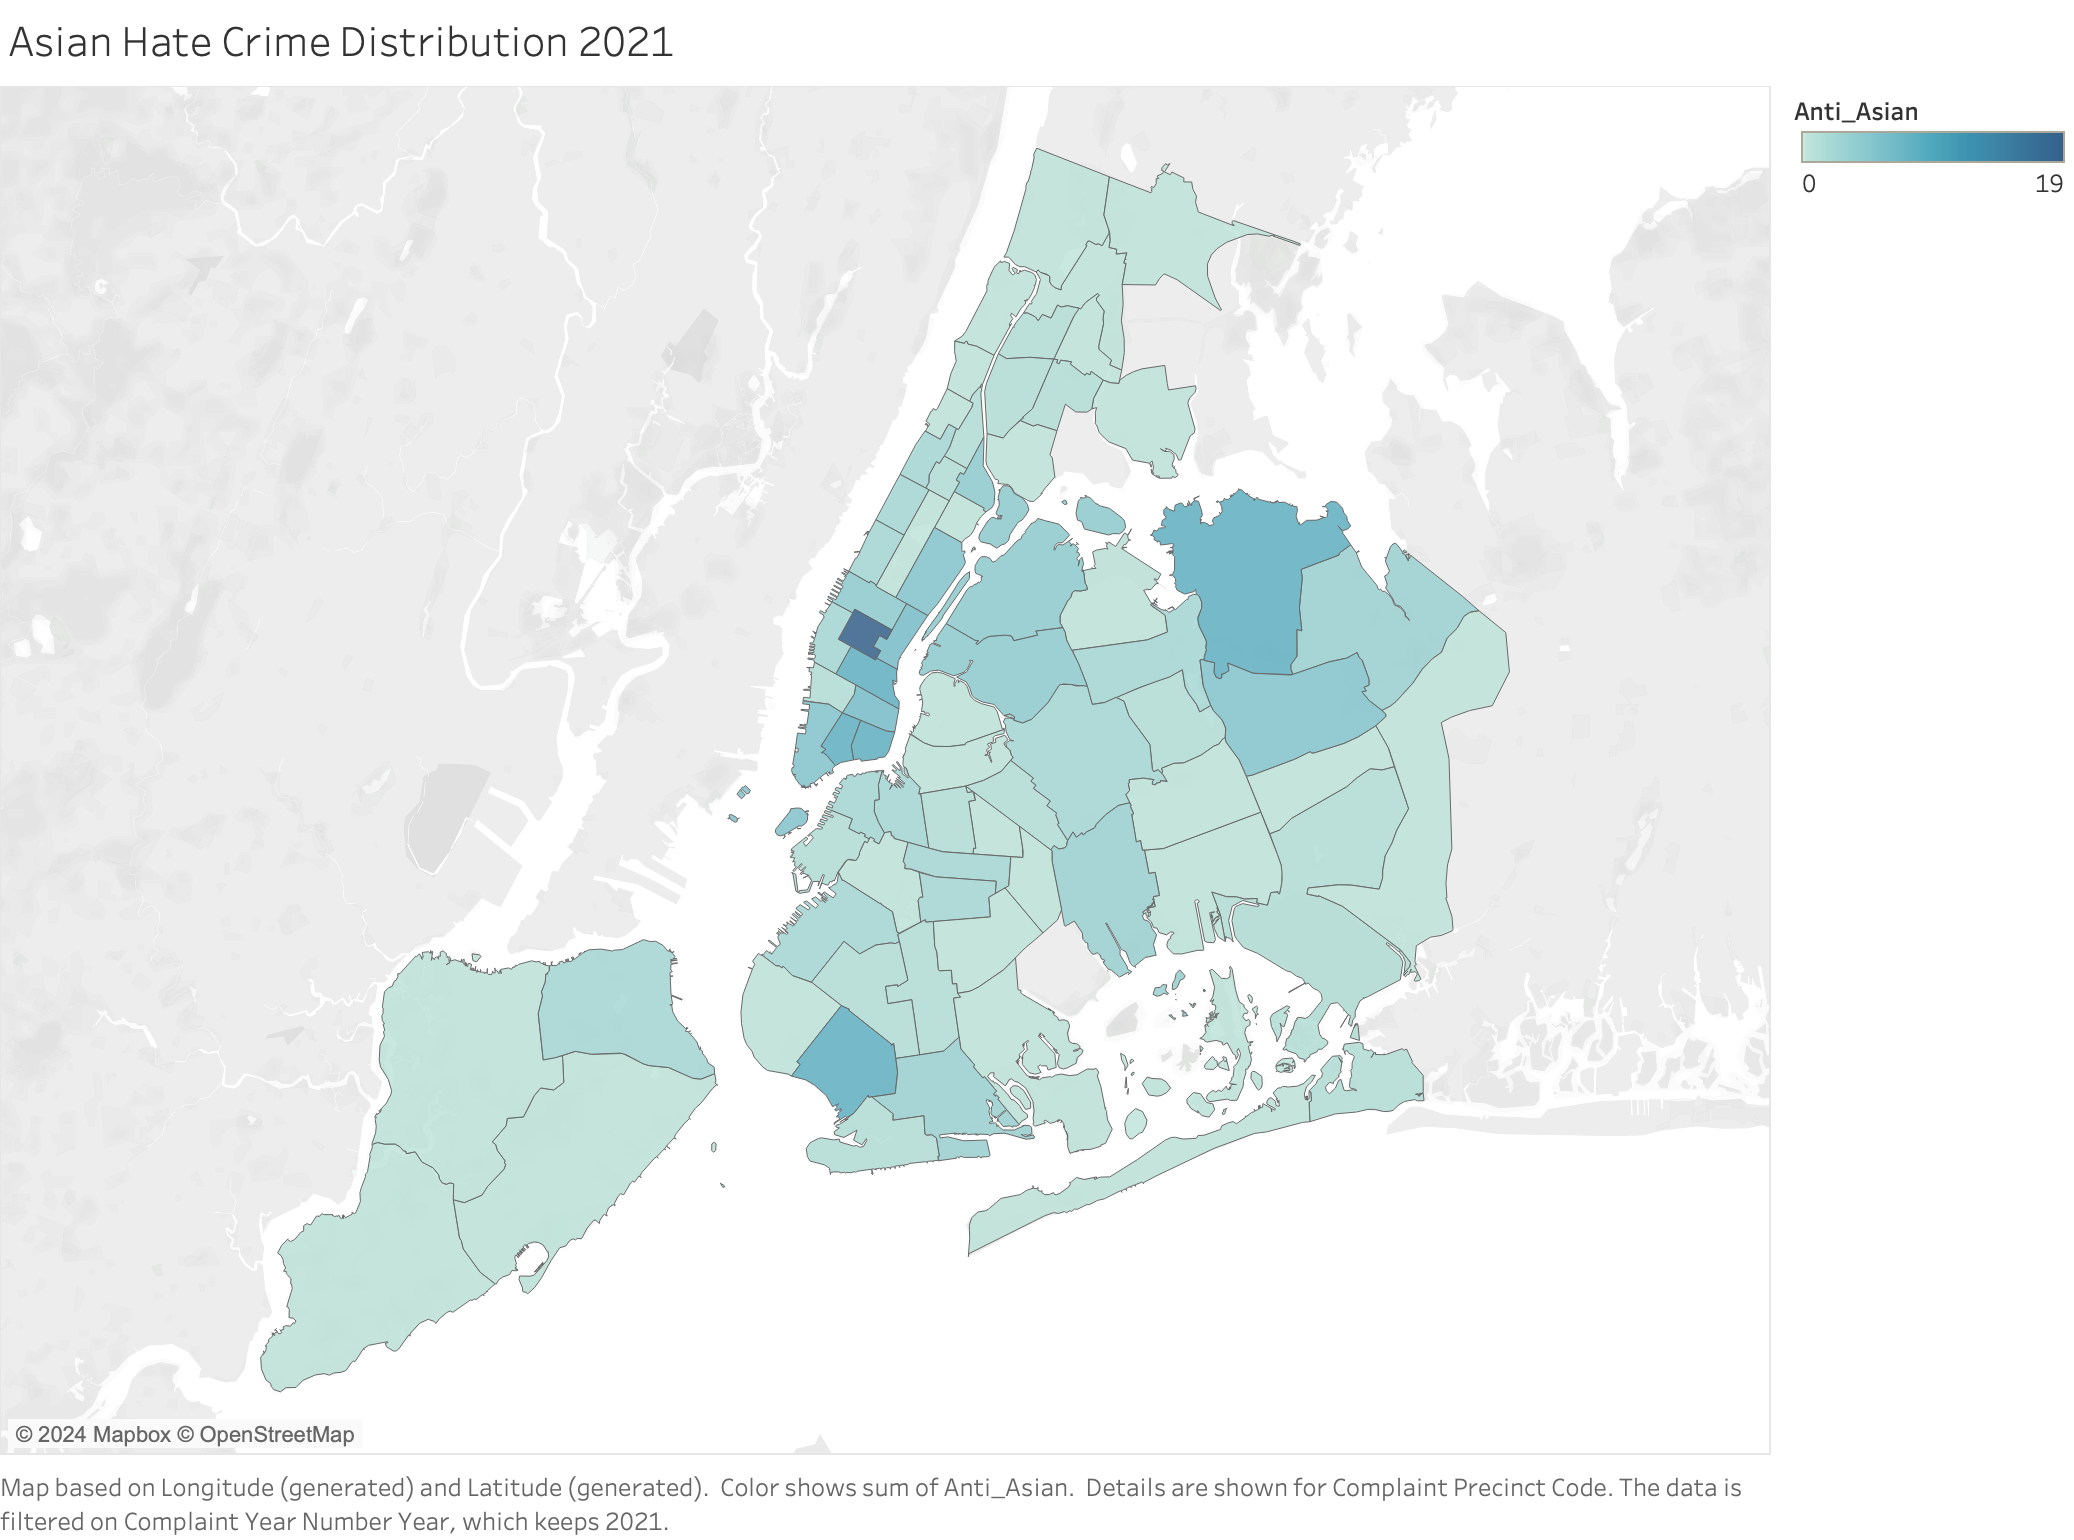 Asian Hate Crime Distribution 2021
Anti_Asian
0 19
© 2024 Mapbox © OpenStreetMap
Map based on Longitude (generated) and Latitude (generated).  Color shows sum of Anti_Asian.  Details are shown for Complaint Precinct Code. The data is
filtered on Complaint Year Number Year, which keeps 2021.